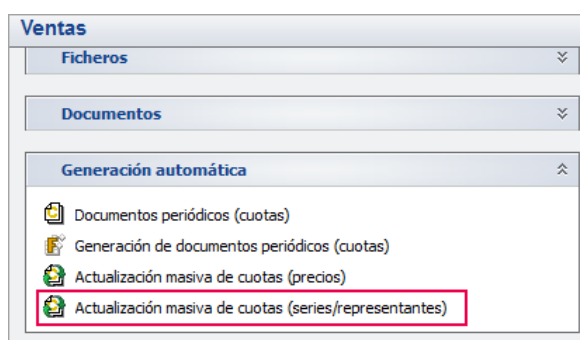 Ventas
Ficheros
Documentos
Generación automática
Documentos periódicos (cuotas)
Generación de documentos periódicos (cuotas)
Actualización masiva de cuotas (precios)
Actualización masiva de cuotas (series/representantes)